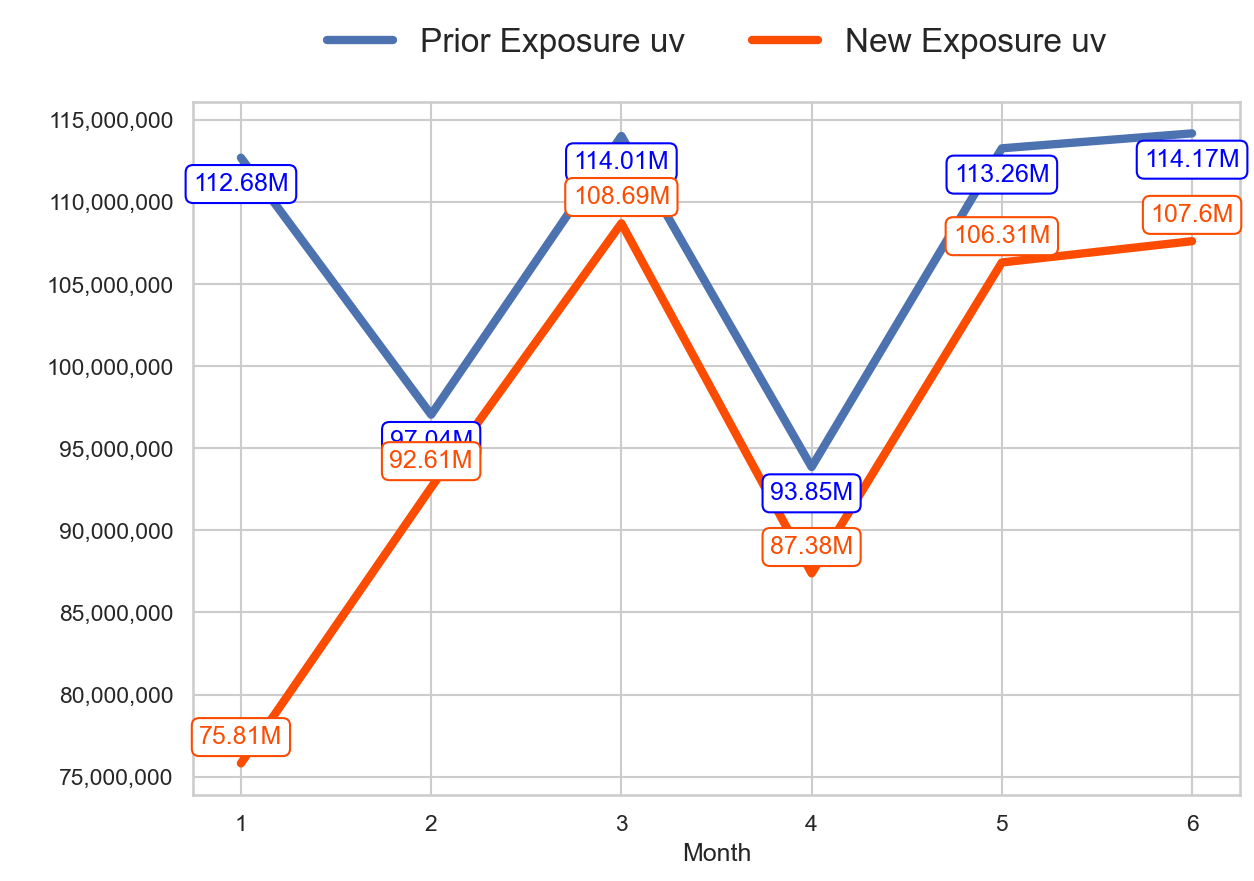 Prior Exposure uv New Exposure uv
115,000,000
110,000,000
105,000,000
100,000,000
95,000,000
90,000,000
85,000,000
80,000,000
75,000,000
112.68M
97.04M
114.01M
93.85M
113.26M
114.17M
75.81M
92.61M
108.69M
87.38M
106.31M
107.6M
1 2 3 4 5 6
Month